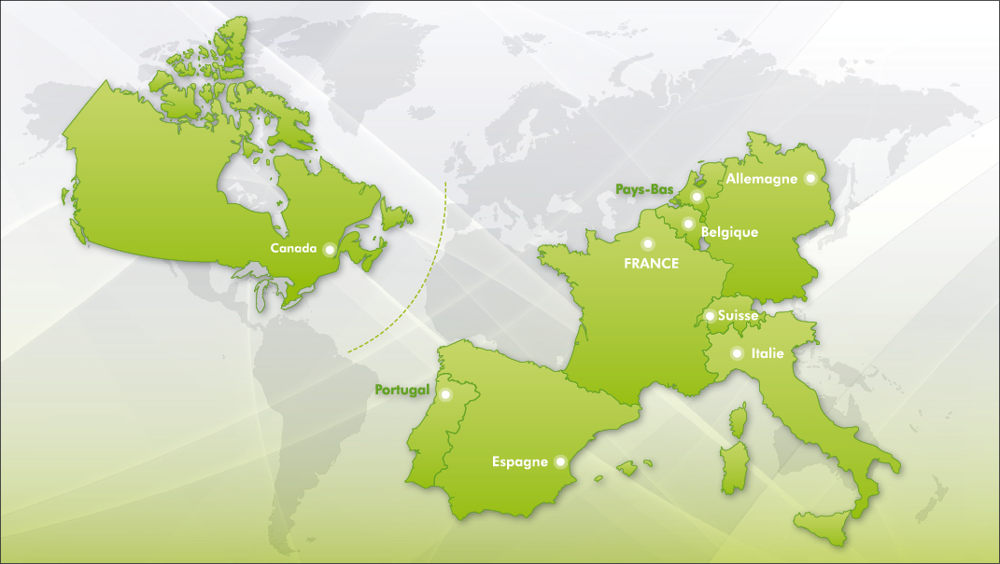 Allemagne
Pays-Bas
Belgique
Canada
FRANCE
Suisse
Italie
Portugal
Espagne